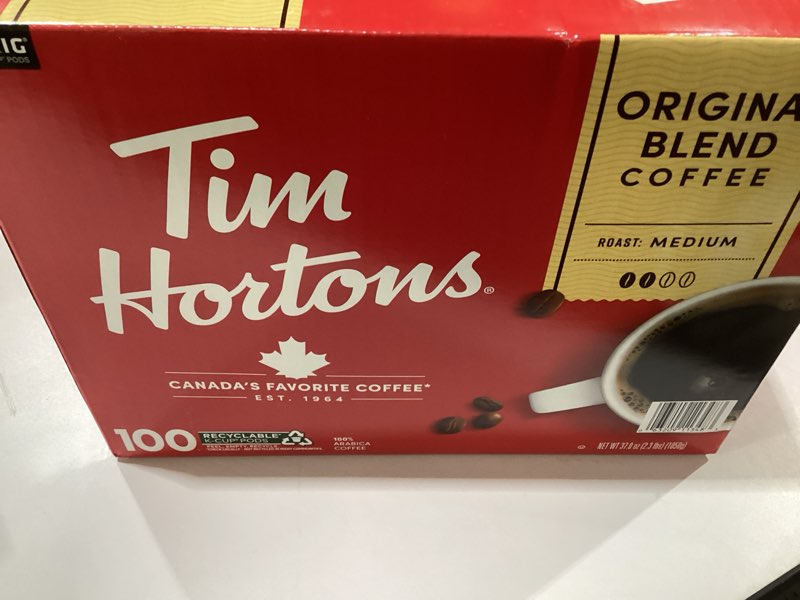 IG
PODS
ORIGINA
BLEND
COFFEE
ROAST: MEDIUM
Tim
Hortons®
CANADA'S FAVORITE COFFEE*
EST. 1964
100
RECYCLABLE*
K-CUP® PODS
100%
ARABICA
COFFEE
NET WT 37.0 oz (2.3 lbs) (1050g)